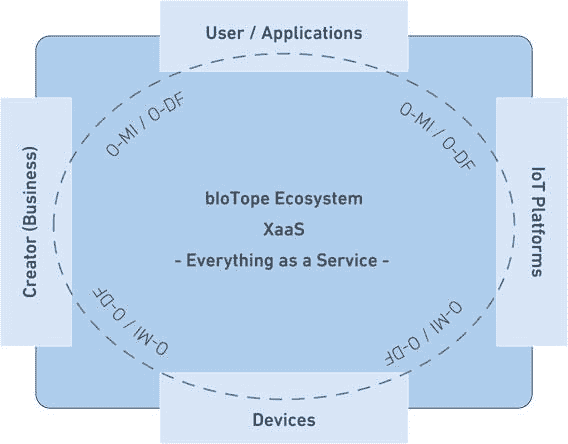 User / Applications
O-MI / O-DF
O-MI / O-DF
Creator (Business)
bIoTope Ecosystem
XaaS
- Everything as a Service -
IoT Platforms
O-MI / O-DF
O-MI / O-DF
Devices